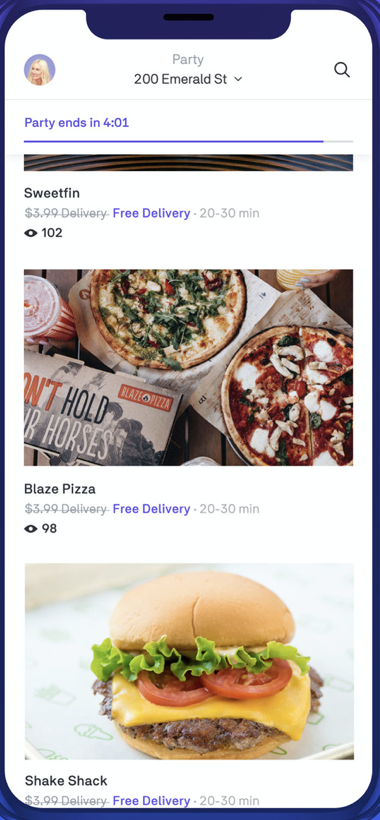 Party
200 Emerald St
Party ends in 4:01
Sweetfin
$3.99 Delivery Free Delivery · 20-30 min
102
ON'T HOLD
R HORSES
BLAZE PIZZA
Blaze Pizza
$3.99 Delivery Free Delivery · 20-30 min
98
Shake Shack
$3.99 Delivery Free Delivery · 20-30 min